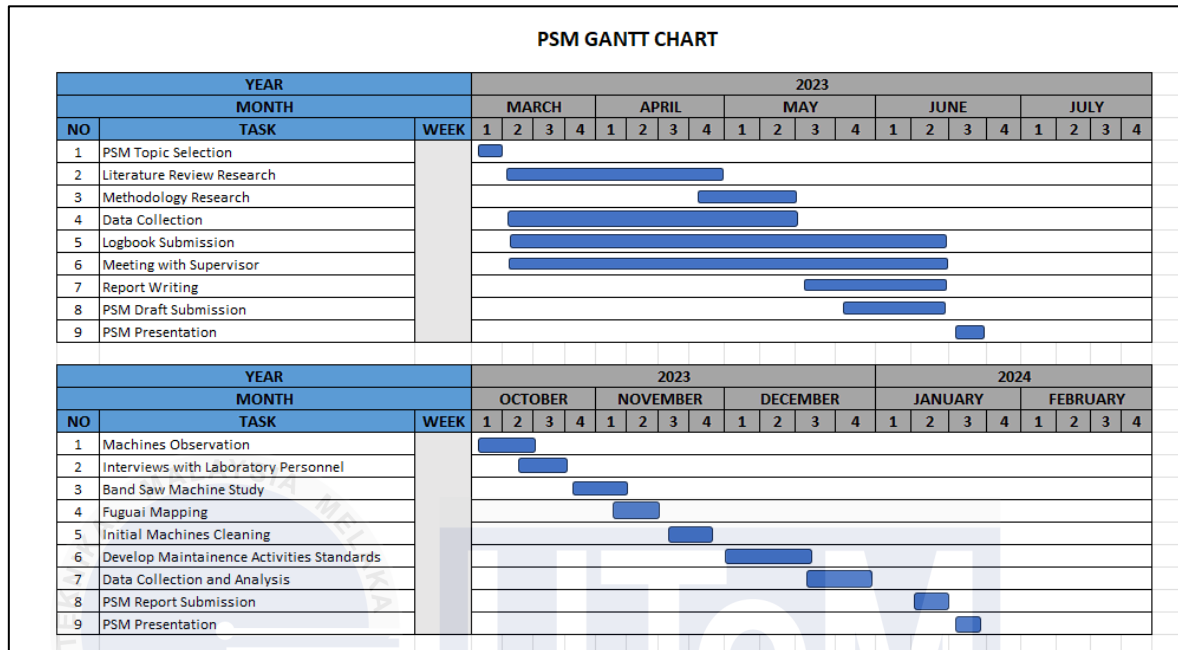 PSM GANTT CHART
YEAR 2023
MONTH MARCH APRIL MAY JUNE JULY
NO TASK WEEK 1 2 3 4 1 2 3 4 1 2 3 4 1 2 3 4 1 2 3 4
1 PSM Topic Selection
2 Literature Review Research
3 Methodology Research
4 Data Collection
5 Logbook Submission
6 Meeting with Supervisor
7 Report Writing
8 PSM Draft Submission
9 PSM Presentation
YEAR 2023 2024
MONTH OCTOBER NOVEMBER DECEMBER JANUARY FEBRUARY
NO TASK WEEK 1 2 3 4 1 2 3 4 1 2 3 4 1 2 3 4 1 2 3 4
1 Machines Observation
2 Interviews with Laboratory Personnel
3 Band Saw Machine Study
4 Fuguai Mapping
5 Initial Machines Cleaning
6 Develop Maintainence Activities Standards
7 Data Collection and Analysis
8 PSM Report Submission
9 PSM Presentation
MALAYSIA MELAKA